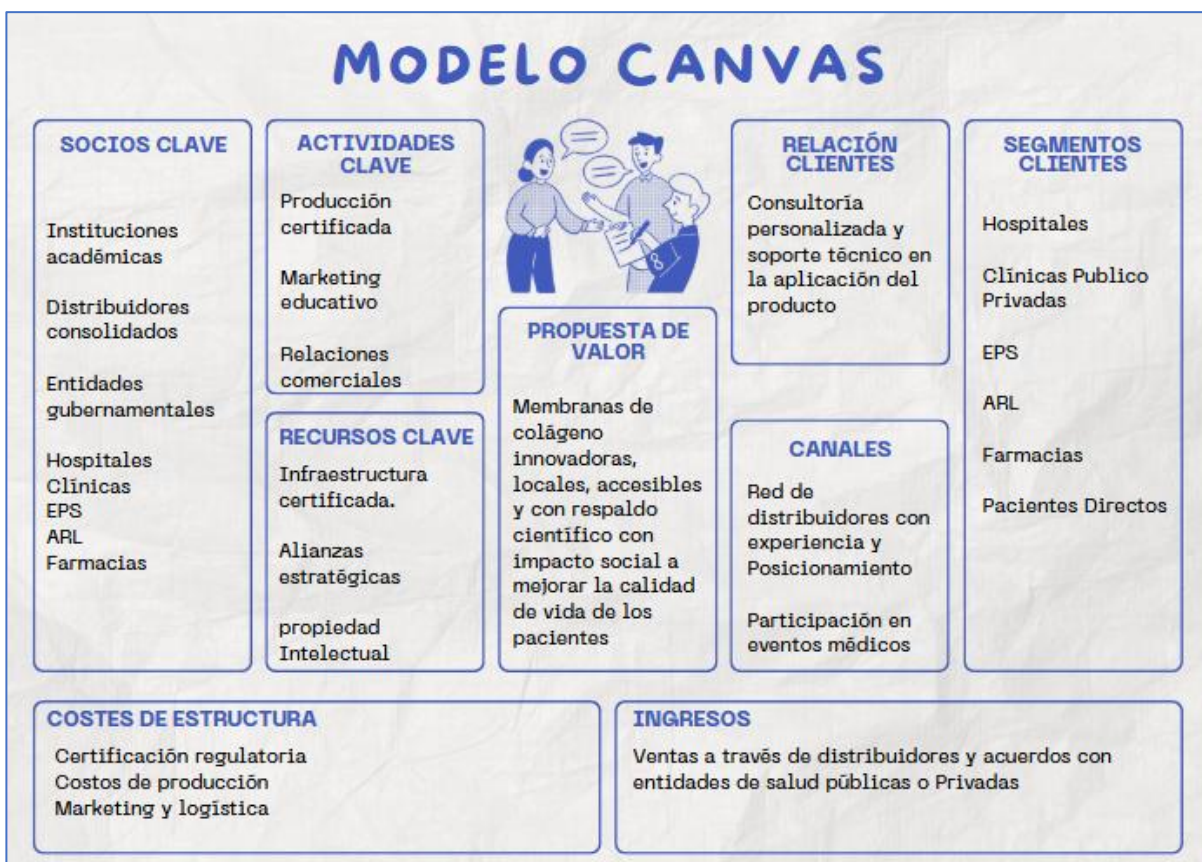 MODELO CANVAS
SOCIOS CLAVE
Instituciones
académicas
Distribuidores
consolidados
Entidades
gubernamentales
Hospitales
Clínicas
EPS
ARL
Farmacias
ACTIVIDADES
CLAVE
Producción
certificada
Marketing
educativo
Relaciones
comerciales
RECURSOS CLAVE
Infraestructura
certificada.
Alianzas
estratégicas
propiedad
Intelectual
PROPUESTA DE
VALOR
Membranas de
colágeno
innovadoras,
locales, accesibles
y con respaldo
científico con
impacto social a
mejorar la calidad
de vida de los
pacientes
RELACIÓN
CLIENTES
Consultoría
personalizada y
soporte técnico en
la aplicación del
producto
CANALES
Red de
distribuidores con
experiencia y
Posicionamiento
Participación en
eventos médicos
SEGMENTOS
CLIENTES
Hospitales
Clínicas Publico
Privadas
EPS
ARL
Farmacias
Pacientes Directos
COSTES DE ESTRUCTURA
Certificación regulatoria
Costos de producción
Marketing y logística
INGRESOS
Ventas a través de distribuidores y acuerdos con
entidades de salud públicas o Privadas